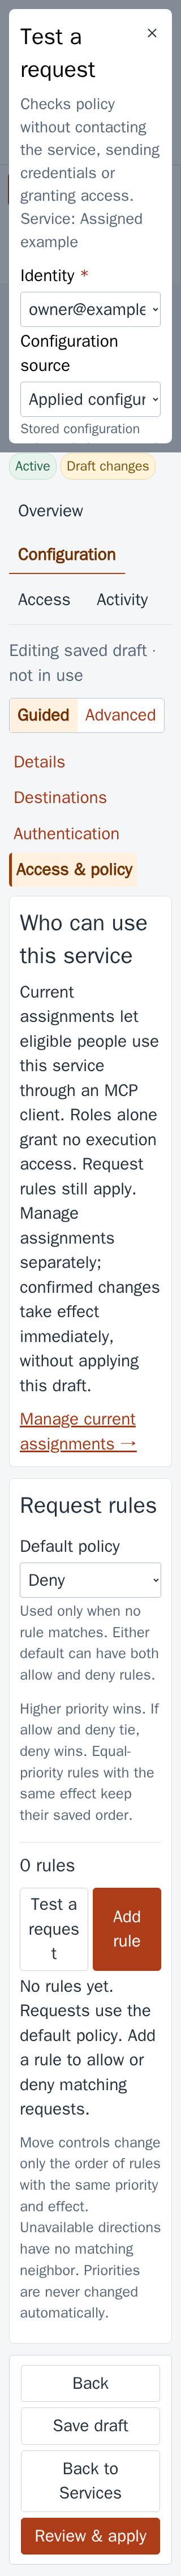 Test a
request
×
Checks policy
without contacting
the service, sending
credentials or
granting access.
Service: Assigned
example
Identity *
owner@example
Configuration
source
Applied configur
Stored configuration
Active
Draft changes
Overview
Configuration
Access
Activity
Editing saved draft ·
not in use
Guided
Advanced
Details
Destinations
Authentication
Access & policy
Who can use
this service
Current
assignments let
eligible people use
this service
through an MCP
client. Roles alone
grant no execution
access. Request
rules still apply.
Manage
assignments
separately;
confirmed changes
take effect
immediately,
without applying
this draft.
Manage current
assignments →
Request rules
Default policy
Deny
Used only when no
rule matches. Either
default can have both
allow and deny rules.
Higher priority wins. If
allow and deny tie,
deny wins. Equal-
priority rules with the
same effect keep
their saved order.
0 rules
Test a
reques
t
Add
rule
No rules yet.
Requests use the
default policy. Add
a rule to allow or
deny matching
requests.
Move controls change
only the order of rules
with the same priority
and effect.
Unavailable directions
have no matching
neighbor. Priorities
are never changed
automatically.
Back
Save draft
Back to
Services
Review & apply